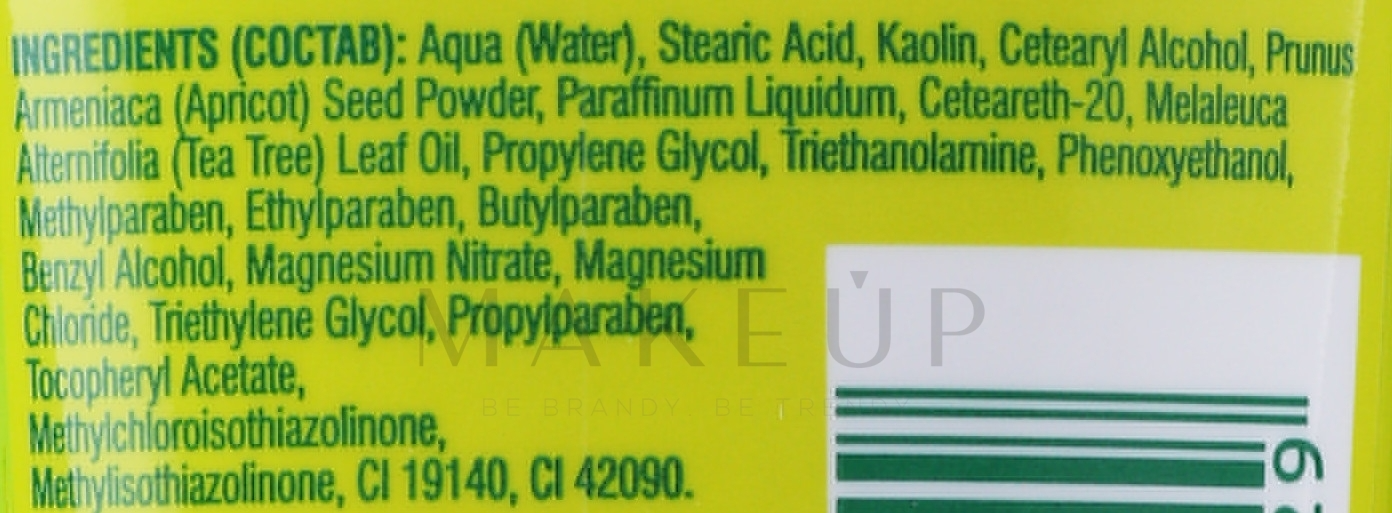 INGREDIENTS (СОСТАВ): Aqua (Water), Stearic Acid, Kaolin, Cetearyl Alcohol, Prunus
Armeniaca (Apricot) Seed Powder, Paraffinum Liquidum, Ceteareth-20, Melaleuca
Alternifolia (Tea Tree) Leaf Oil, Propylene Glycol, Triethanolamine, Phenoxyethanol,
Methylparaben, Ethylparaben, Butylparaben,
Benzyl Alcohol, Magnesium Nitrate, Magnesium
Chloride, Triethylene Glycol, Propylparaben,
Tocopheryl Acetate,
Methylchloroisothiazolinone,
Methylisothiazolinone, CI 19140, CI 42090.
MAKEUP
BE BRANDY. BE TRENDY
6